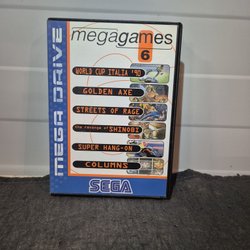 megagames
6
WORLD CUP ITALIA '90
GOLDEN AXE
STREETS OF RAGE
the revenge of SHINOBI
SUPER HANG-ON
COLUMNS
SEGA
MEGA DRIVE